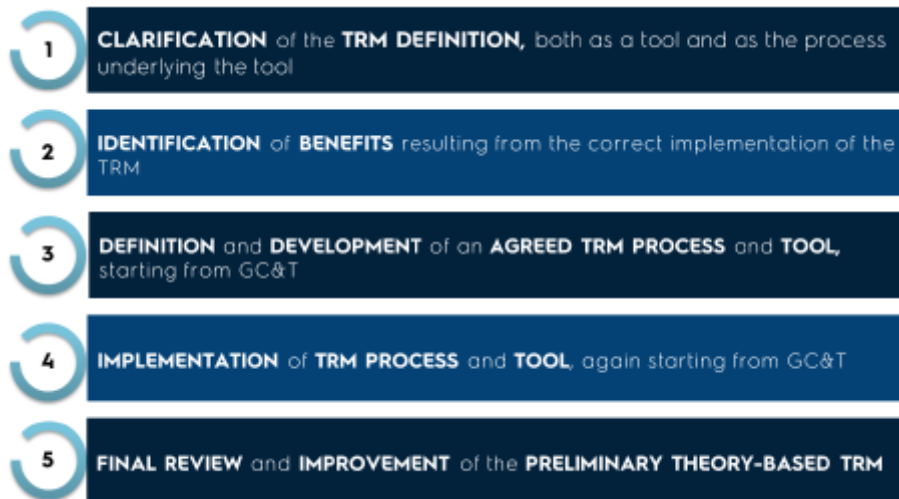 1
CLARIFICATION of the TRM DEFINITION, both as a tool and as the process
underlying the tool
2
IDENTIFICATION of BENEFITS resulting from the correct implementation of the
TRM
3
DEFINITION and DEVELOPMENT of an AGREED TRM PROCESS and TOOL,
starting from GC&T
4
IMPLEMENTATION of TRM PROCESS and TOOL, again starting from GC&T
5
FINAL REVIEW and IMPROVEMENT of the PRELIMINARY THEORY-BASED TRM